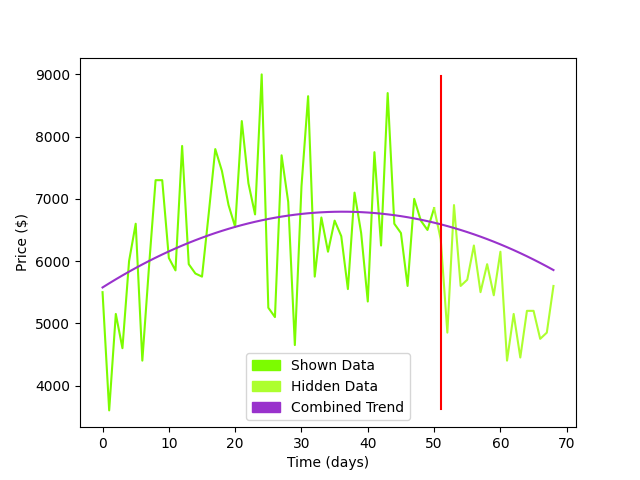 9000
8000
7000
6000
5000
4000
Price ($)
Shown Data
Hidden Data
Combined Trend
0 10 20 30 40 50 60 70
Time (days)